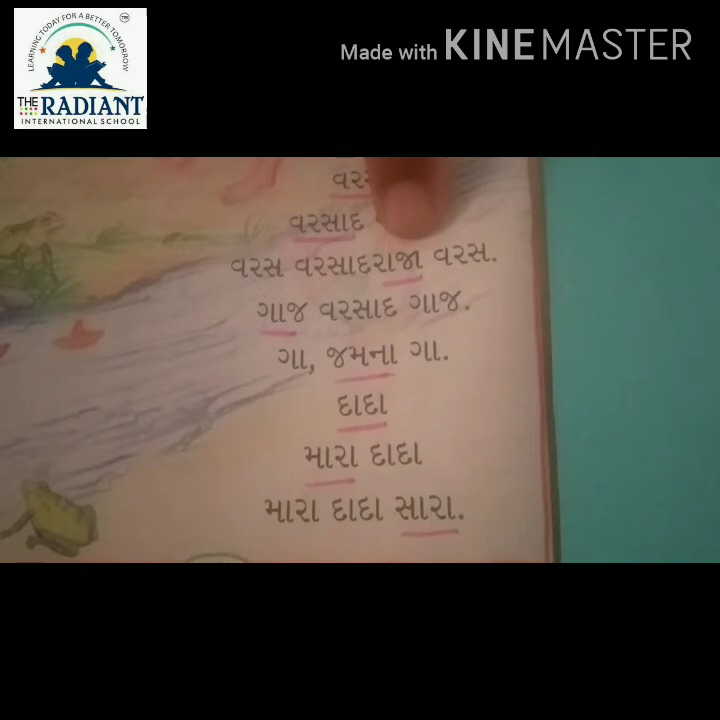 LEARNING TODAY FOR A BETTER TOMORROW
THE RADIANT
INTERNATIONAL SCHOOL
Made with KINEMASTER
વરસાદ
વરસ વરસાદરાજા વરસ.
ગાજ વરસાદ ગાજ.
ગા, જમના ગા.
દાદા
મારા દાદા
મારા દાદા સારા.